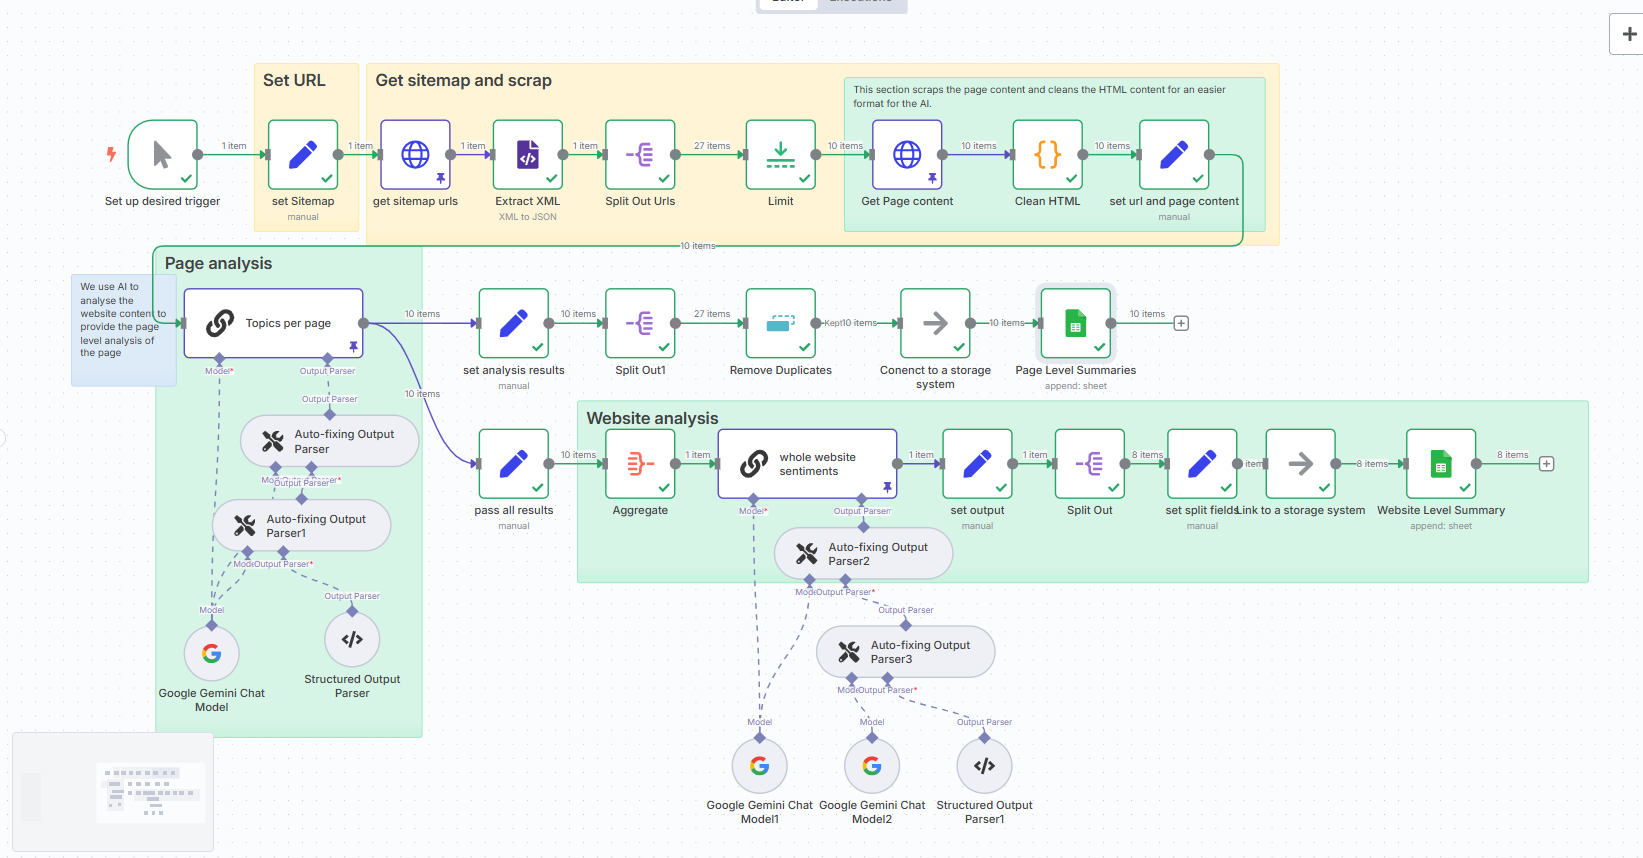 Editor
Executions
Set URL
Get sitemap and scrap
This section scraps the page content and cleans the HTML content for an easier
format for the AI.
1 item
1 item
1 item
1 item
27 items
10 items
10 items
10 items
Set up desired trigger
set Sitemap
manual
get sitemap urls
Extract XML
XML to JSON
Split Out Urls
Limit
Get Page content
Clean HTML
set url and page content
manual
10 items
Page analysis
We use AI to
analyse the
website content to
provide the page
level analysis of
the page
Topics per page
10 items
10 items
27 items
Kept
10 items
10 items
10 items
Model*
Output Parser
set analysis results
manual
Split Out1
Remove Duplicates
Conenct to a storage
system
Page Level Summaries
append: sheet
10 items
Output Parser
Auto-fixing Output
Parser
Output Parser
Auto-fixing Output
Parser1
Output Parser*
Model
Output Parser
Google Gemini Chat
Model
Structured Output
Parser
Website analysis
10 items
1 item
whole website
sentiments
1 item
1 item
8 items
item
8 items
8 items
pass all results
manual
Aggregate
Model*
Output Parser
set output
manual
Split Out
set split fields
manual
Link to a storage system
Website Level Summary
append: sheet
Auto-fixing Output
Parser2
Output Parser*
Output Parser
Auto-fixing Output
Parser3
Output Parser*
Model
Model
Output Parser
Google Gemini Chat
Model1
Google Gemini Chat
Model2
Structured Output
Parser1